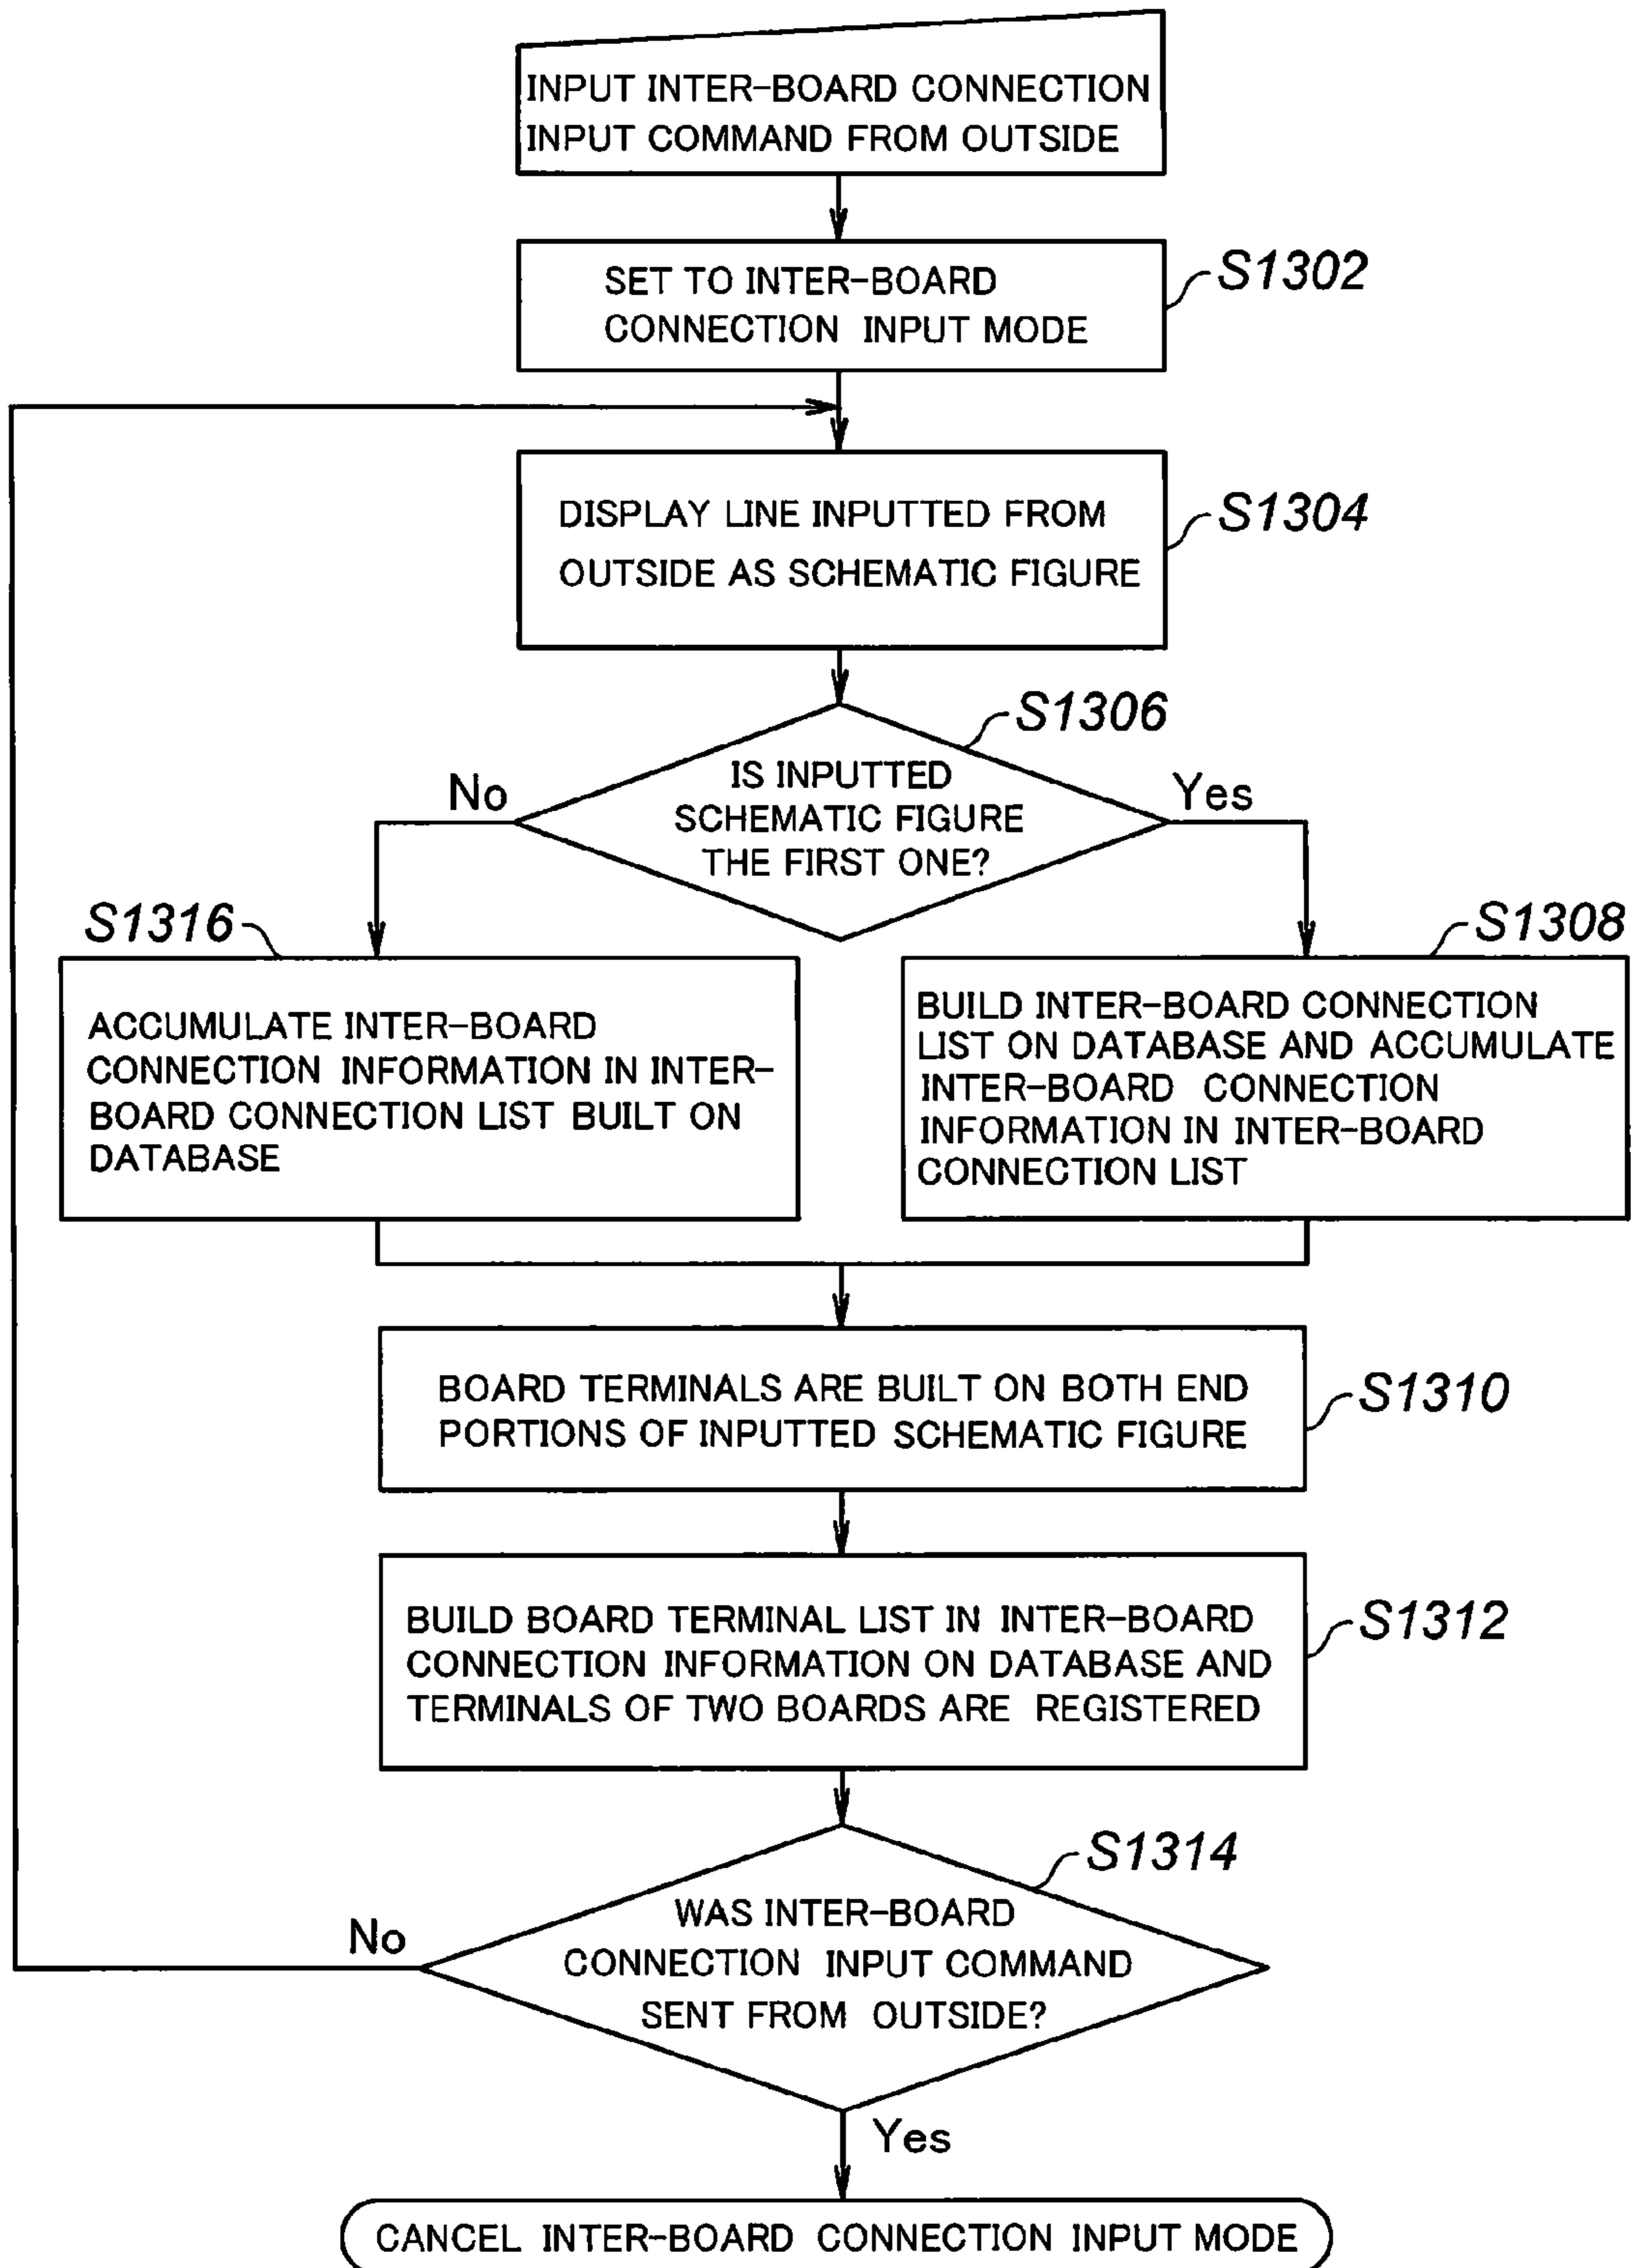 INPUT INTER-BOARD CONNECTION
INPUT COMMAND FROM OUTSIDE
SET TO INTER-BOARD
CONNECTION INPUT MODE
S1302
DISPLAY LINE INPUTTED FROM
OUTSIDE AS SCHEMATIC FIGURE
S1304
S1306
IS INPUTTED
SCHEMATIC FIGURE
THE FIRST ONE?
No
Yes
S1316
ACCUMULATE INTER-BOARD
CONNECTION INFORMATION IN INTER-
BOARD CONNECTION LIST BUILT ON
DATABASE
S1308
BUILD INTER-BOARD CONNECTION
LIST ON DATABASE AND ACCUMULATE
INTER-BOARD CONNECTION
INFORMATION IN INTER-BOARD
CONNECTION LIST
BOARD TERMINALS ARE BUILT ON BOTH END
PORTIONS OF INPUTTED SCHEMATIC FIGURE
S1310
BUILD BOARD TERMINAL LIST IN INTER-BOARD
CONNECTION INFORMATION ON DATABASE AND
TERMINALS OF TWO BOARDS ARE REGISTERED
S1312
S1314
WAS INTER-BOARD
CONNECTION INPUT COMMAND
SENT FROM OUTSIDE?
No
Yes
CANCEL INTER-BOARD CONNECTION INPUT MODE